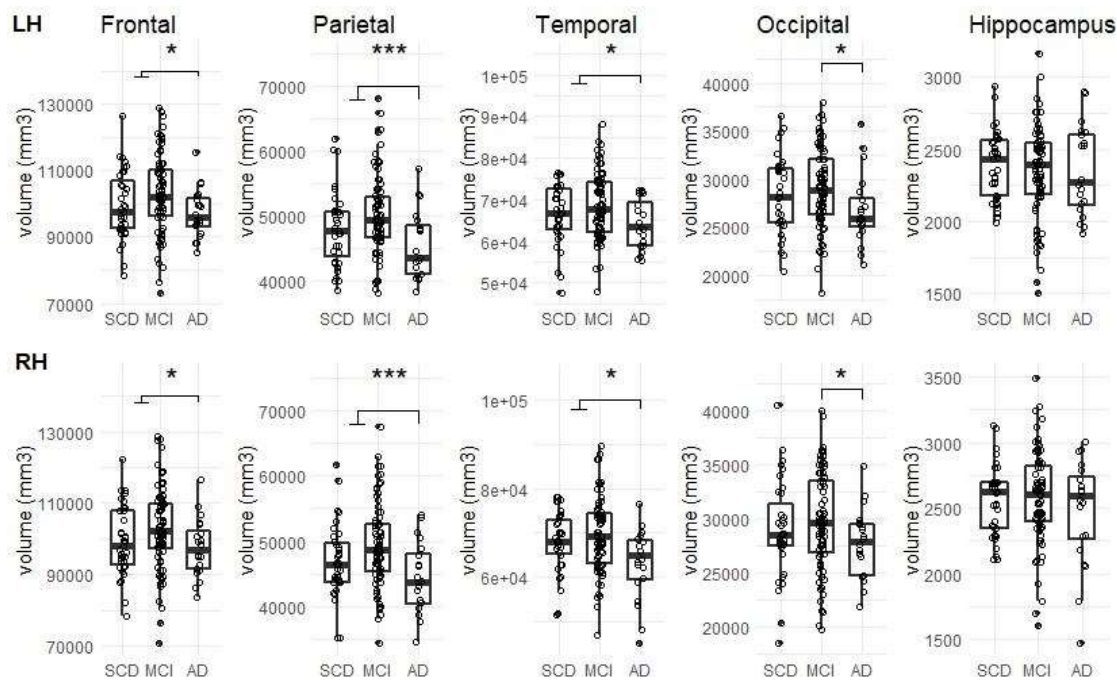 LH Frontal Parietal Temporal Occipital Hippocampus
* *** * *
volume (mm3) 130000 110000 90000 70000
SCD MCI AD
volume (mm3) 70000 60000 50000 40000
SCD MCI AD
volume (mm3) 1e+05 9e+04 8e+04 7e+04 6e+04 5e+04
SCD MCI AD
volume (mm3) 40000 35000 30000 25000 20000
SCD MCI AD
volume (mm3) 3000 2500 2000 1500
SCD MCI AD
RH
* *** * *
volume (mm3) 130000 110000 90000 70000
SCD MCI AD
volume (mm3) 70000 60000 50000 40000
SCD MCI AD
volume (mm3) 1e+05 8e+04 6e+04
SCD MCI AD
volume (mm3) 40000 35000 30000 25000 20000
SCD MCI AD
volume (mm3) 3500 3000 2500 2000 1500
SCD MCI AD